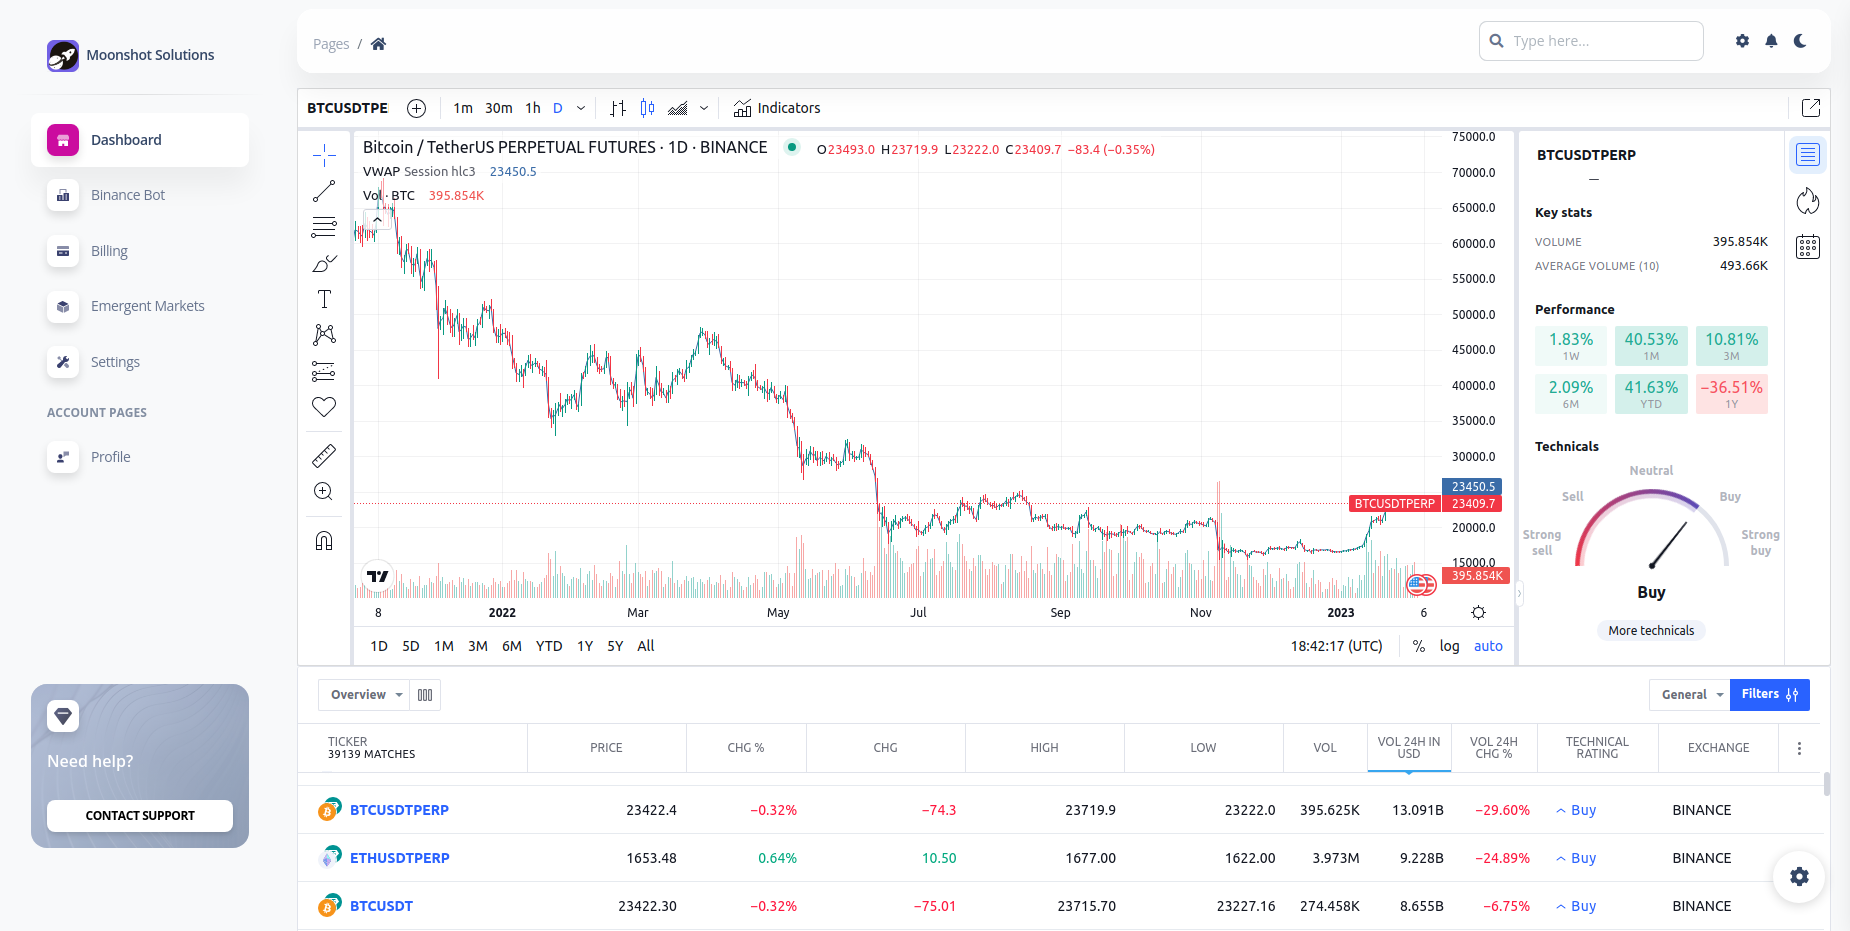 Moonshot Solutions
Dashboard
Binance Bot
Billing
Emergent Markets
Settings
ACCOUNT PAGES
Profile
Need help?
CONTACT SUPPORT
Pages /
Type here...
BTCUSDTPE
1m 30m 1h D
Indicators
Bitcoin / TetherUS PERPETUAL FUTURES · 1D · BINANCE
O23493.0 H23719.9 L23222.0 C23409.7 −83.4 (−0.35%)
VWAP Session hlc3 23450.5
Vol · BTC 395.854K
75000.0
70000.0
65000.0
60000.0
55000.0
50000.0
45000.0
40000.0
35000.0
30000.0
23450.5
BTCUSDTPERP 23409.7
20000.0
15000.0
395.854K
8 2022 Mar May Jul Sep Nov 2023 6
1D 5D 1M 3M 6M YTD 1Y 5Y All
18:42:17 (UTC) % log auto
BTCUSDTPERP
—
Key stats
VOLUME 395.854K
AVERAGE VOLUME (10) 493.66K
Performance
1.83% 40.53% 10.81%
1W 1M 3M
2.09% 41.63% −36.51%
6M YTD 1Y
Technicals
Neutral
Sell Buy
Strong sell Strong buy
Buy
More technicals
Overview
General Filters
TICKER PRICE CHG % CHG HIGH LOW VOL VOL 24H IN USD VOL 24H CHG % TECHNICAL RATING EXCHANGE
39139 MATCHES
BTCUSDTPERP 23422.4 −0.32% −74.3 23719.9 23222.0 395.625K 13.091B −29.60% Buy BINANCE
ETHUSDTPERP 1653.48 0.64% 10.50 1677.00 1622.00 3.973M 9.228B −24.89% Buy BINANCE
BTCUSDT 23422.30 −0.32% −75.01 23715.70 23227.16 274.458K 8.655B −6.75% Buy BINANCE